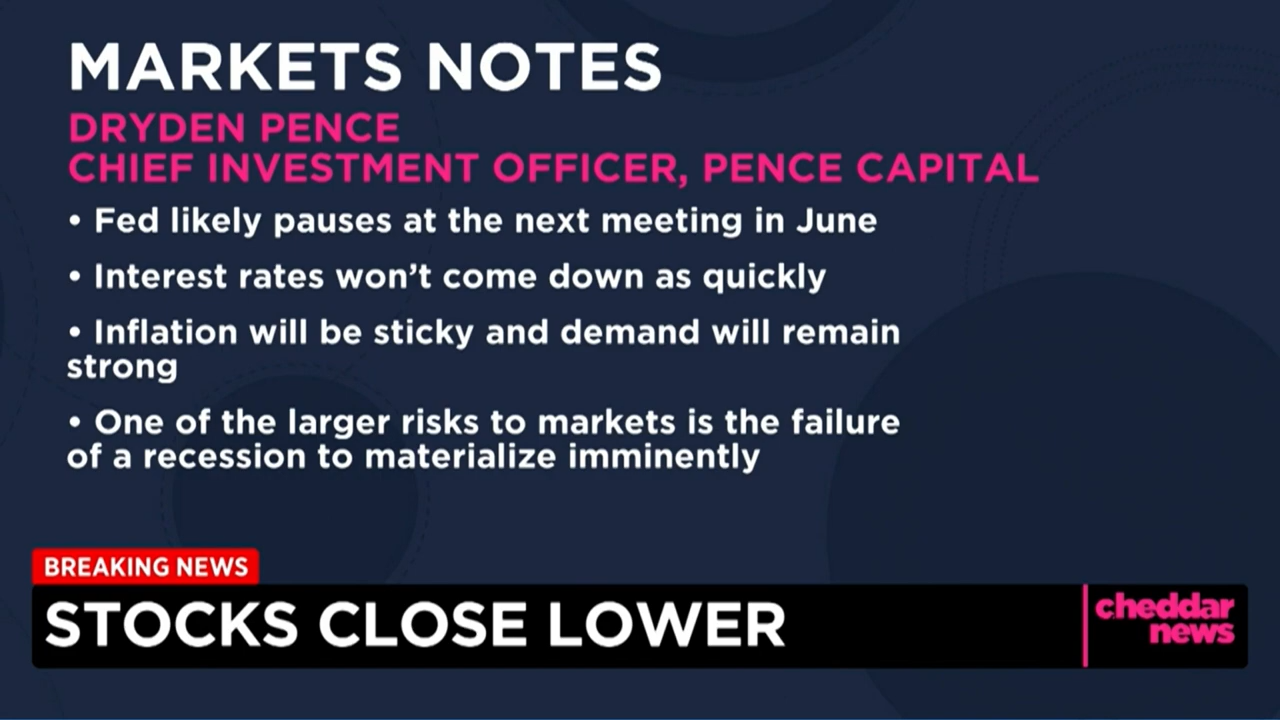 MARKETS NOTES
DRYDEN PENCE
CHIEF INVESTMENT OFFICER, PENCE CAPITAL
• Fed likely pauses at the next meeting in June
• Interest rates won’t come down as quickly
• Inflation will be sticky and demand will remain
strong
• One of the larger risks to markets is the failure
of a recession to materialize imminently
BREAKING NEWS
STOCKS CLOSE LOWER
cheddar
news